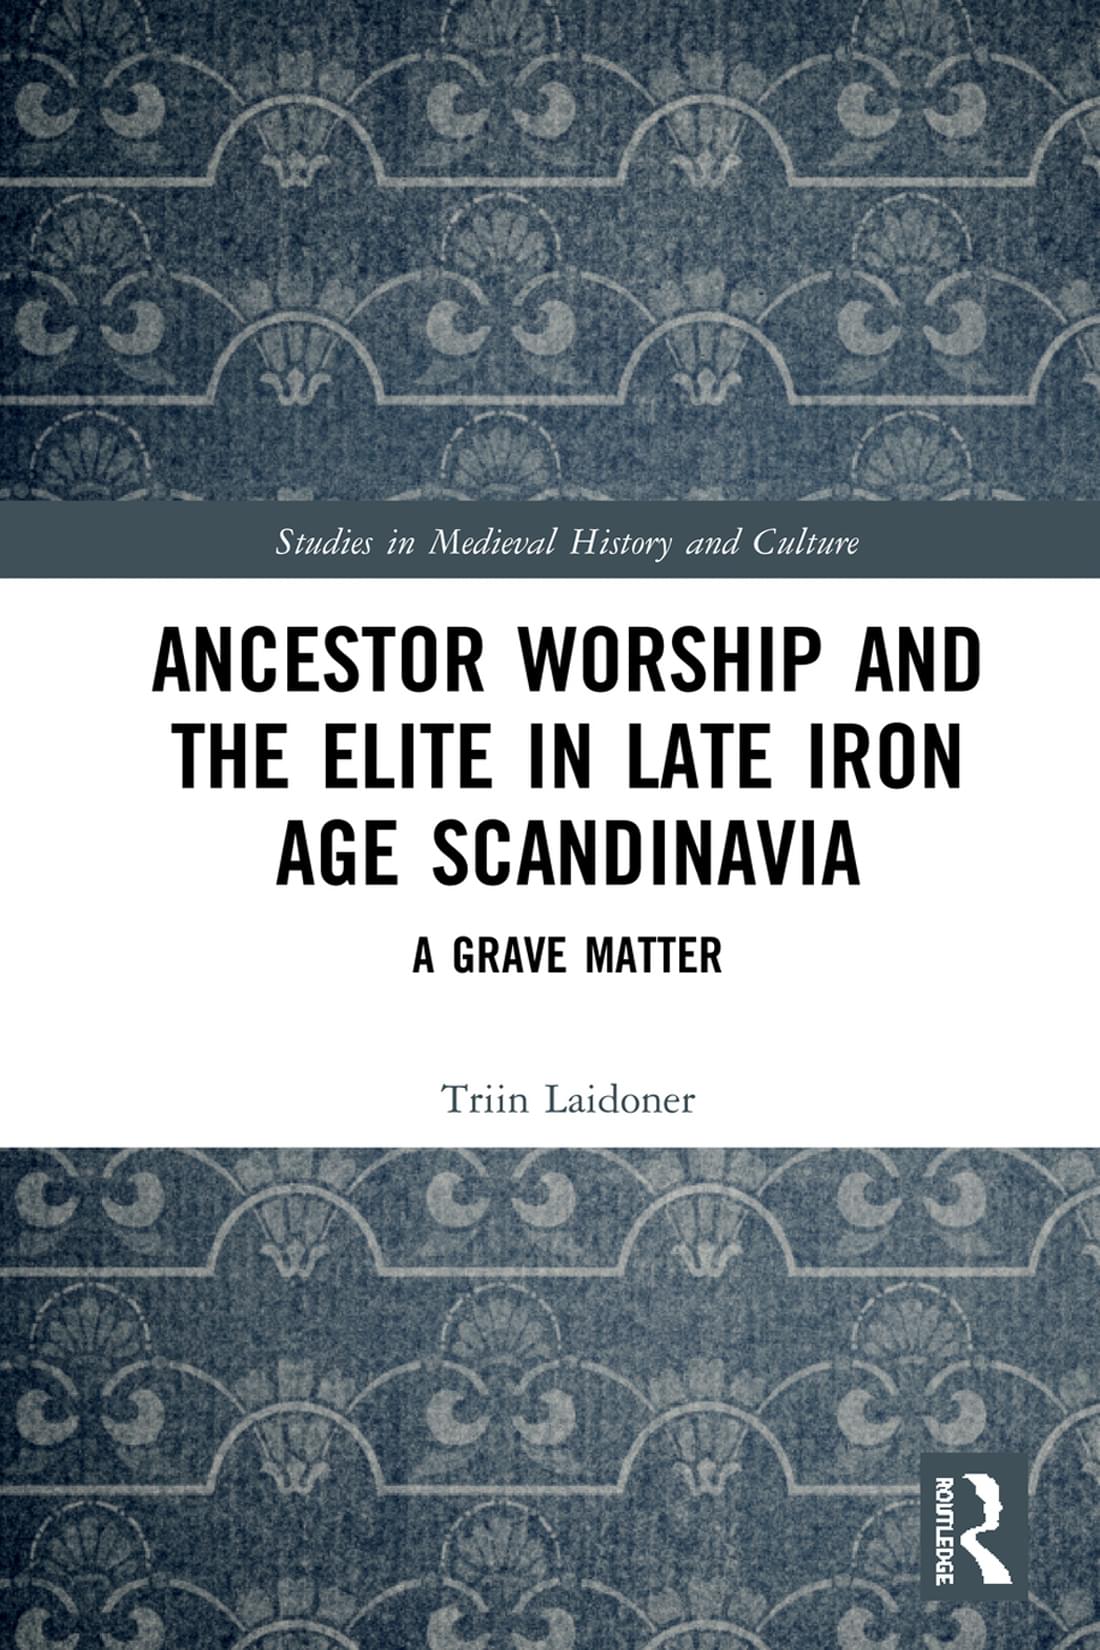 Studies in Medieval History and Culture
ANCESTOR WORSHIP AND
THE ELITE IN LATE IRON
AGE SCANDINAVIA
A GRAVE MATTER
Triin Laidoner
ROUTLEDGE